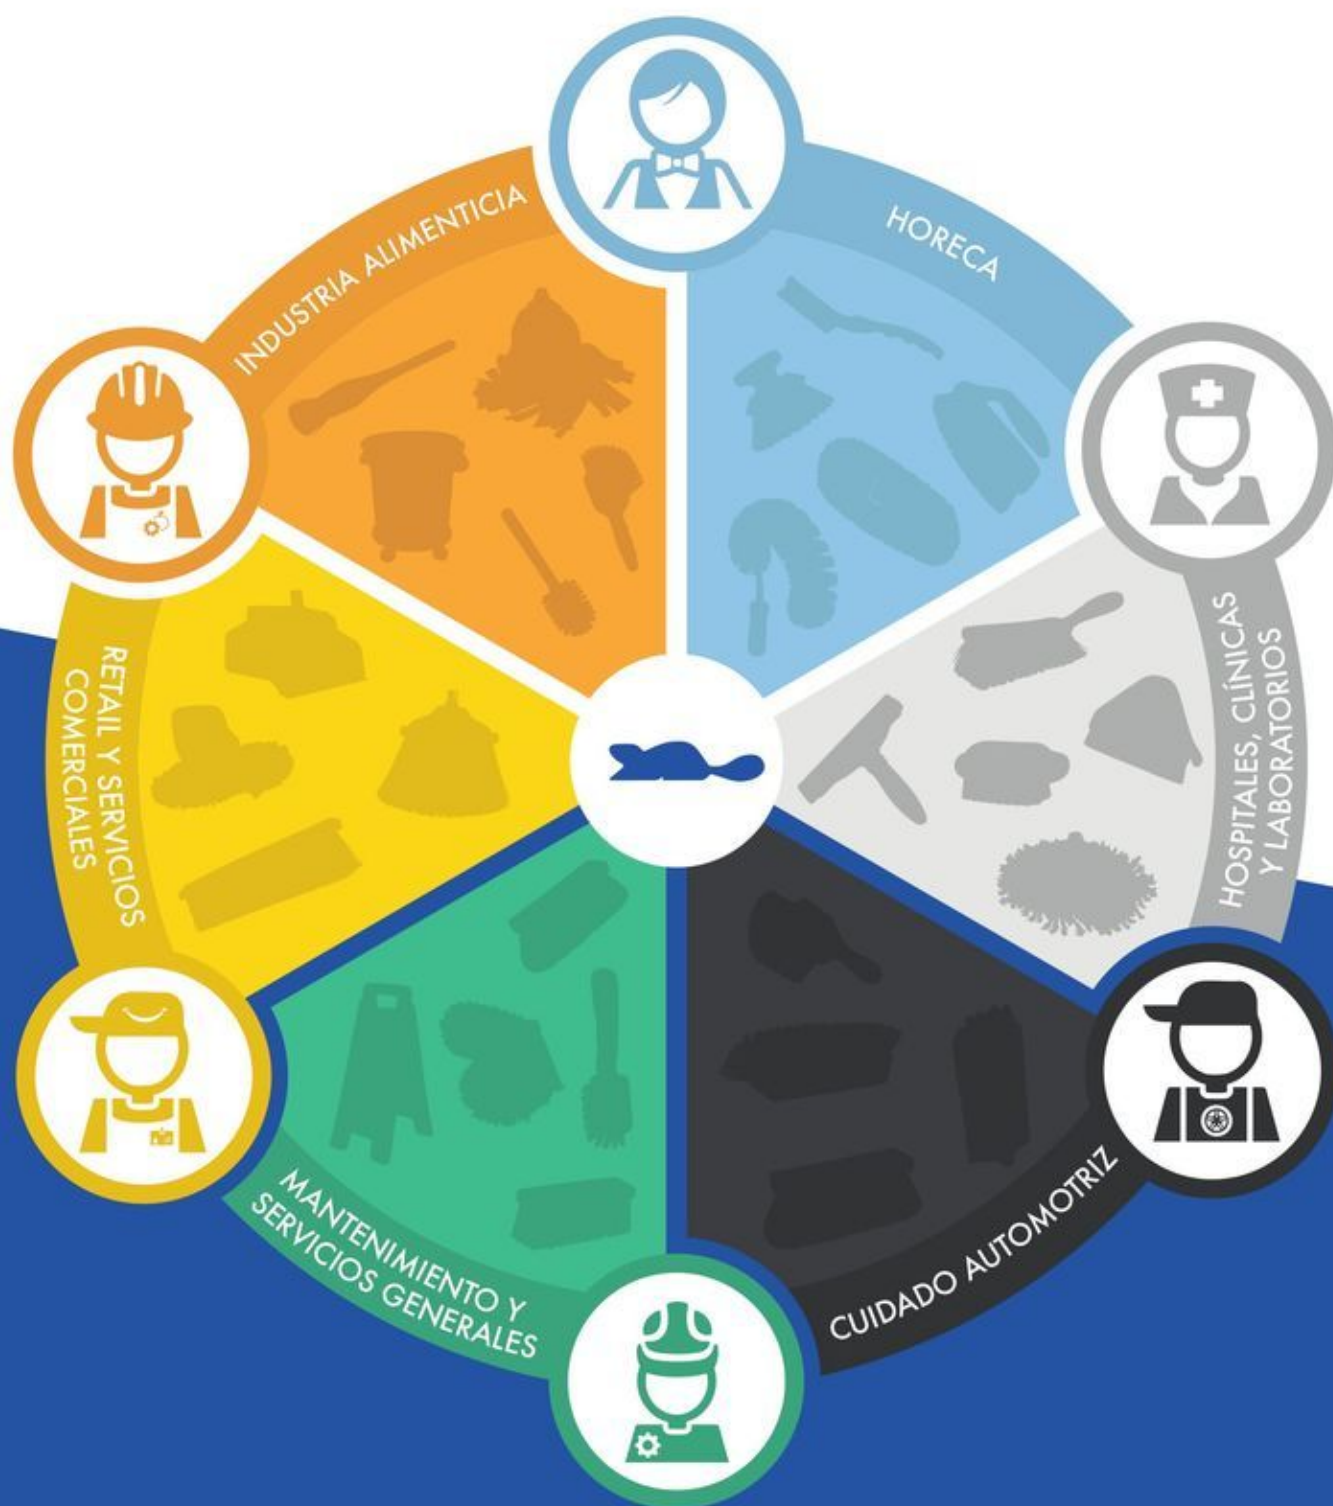 INDUSTRIA ALIMENTICIA
HORECA
HOSPITALES, CLÍNICAS
Y LABORATORIOS
RETAIL Y SERVICIOS
COMERCIALES
MANTENIMIENTO Y
SERVICIOS GENERALES
CUIDADO AUTOMOTRIZ